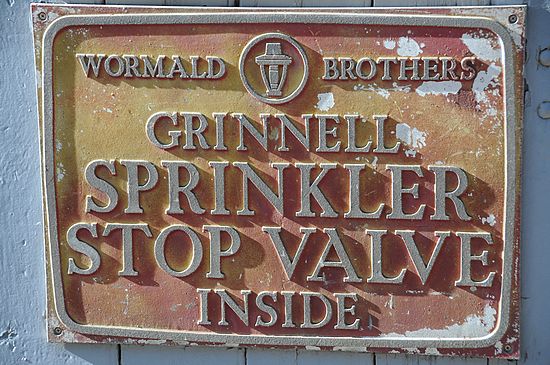 WORMALD BROTHERS
GRINNELL
SPRINKLER
STOP VALVE
INSIDE